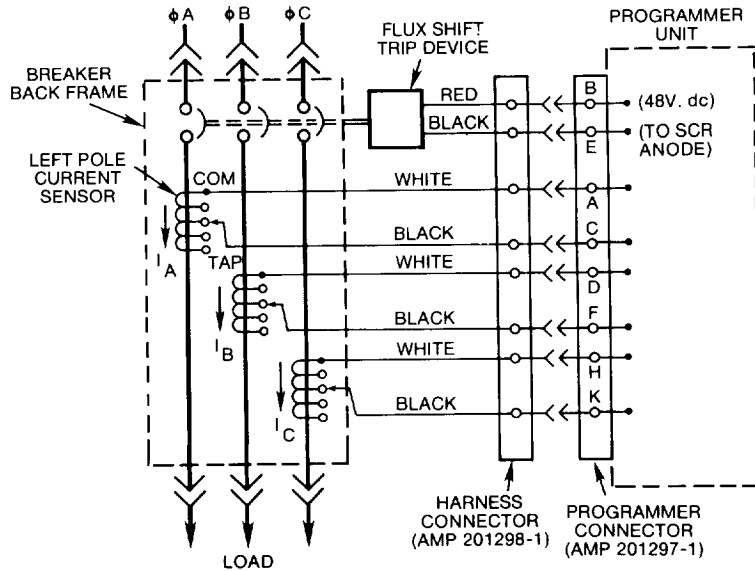 ϕA
ϕB
ϕC
FLUX SHIFT
TRIP DEVICE
PROGRAMMER
UNIT
BREAKER
BACK FRAME
RED
B
(48V. dc)
BLACK
E
(TO SCR
ANODE)
LEFT POLE
CURRENT
SENSOR
COM
WHITE
A
I A
TAP
BLACK
C
WHITE
D
I B
BLACK
F
WHITE
H
I C
BLACK
K
HARNESS
CONNECTOR
(AMP 201298-1)
PROGRAMMER
CONNECTOR
(AMP 201297-1)
LOAD